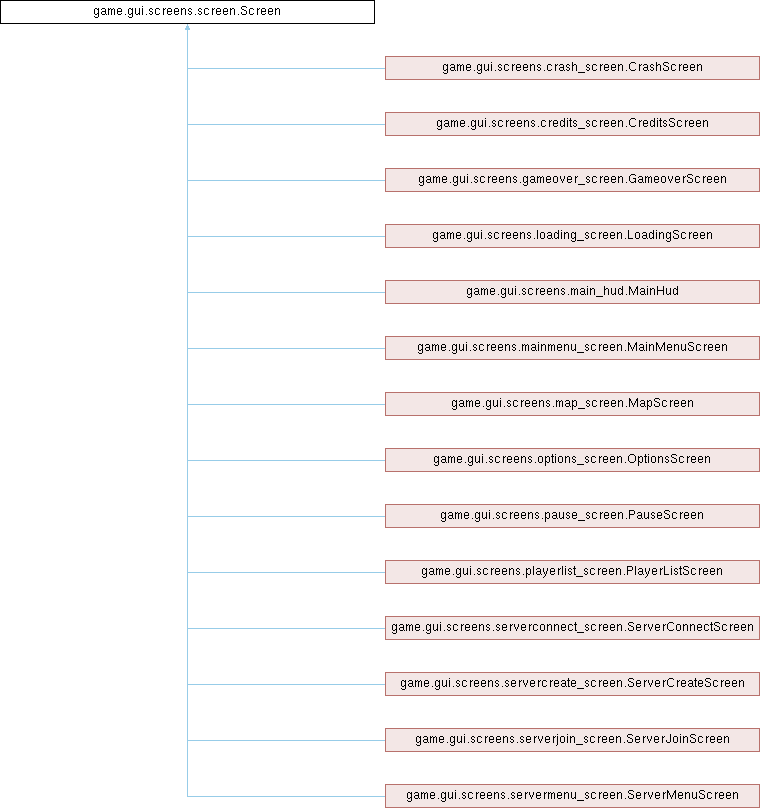 game.gui.screens.screen.Screen
game.gui.screens.crash_screen.CrashScreen
game.gui.screens.credits_screen.CreditsScreen
game.gui.screens.gameover_screen.GameoverScreen
game.gui.screens.loading_screen.LoadingScreen
game.gui.screens.main_hud.MainHud
game.gui.screens.mainmenu_screen.MainMenuScreen
game.gui.screens.map_screen.MapScreen
game.gui.screens.options_screen.OptionsScreen
game.gui.screens.pause_screen.PauseScreen
game.gui.screens.playerlist_screen.PlayerListScreen
game.gui.screens.serverconnect_screen.ServerConnectScreen
game.gui.screens.servercreate_screen.ServerCreateScreen
game.gui.screens.serverjoin_screen.ServerJoinScreen
game.gui.screens.servermenu_screen.ServerMenuScreen